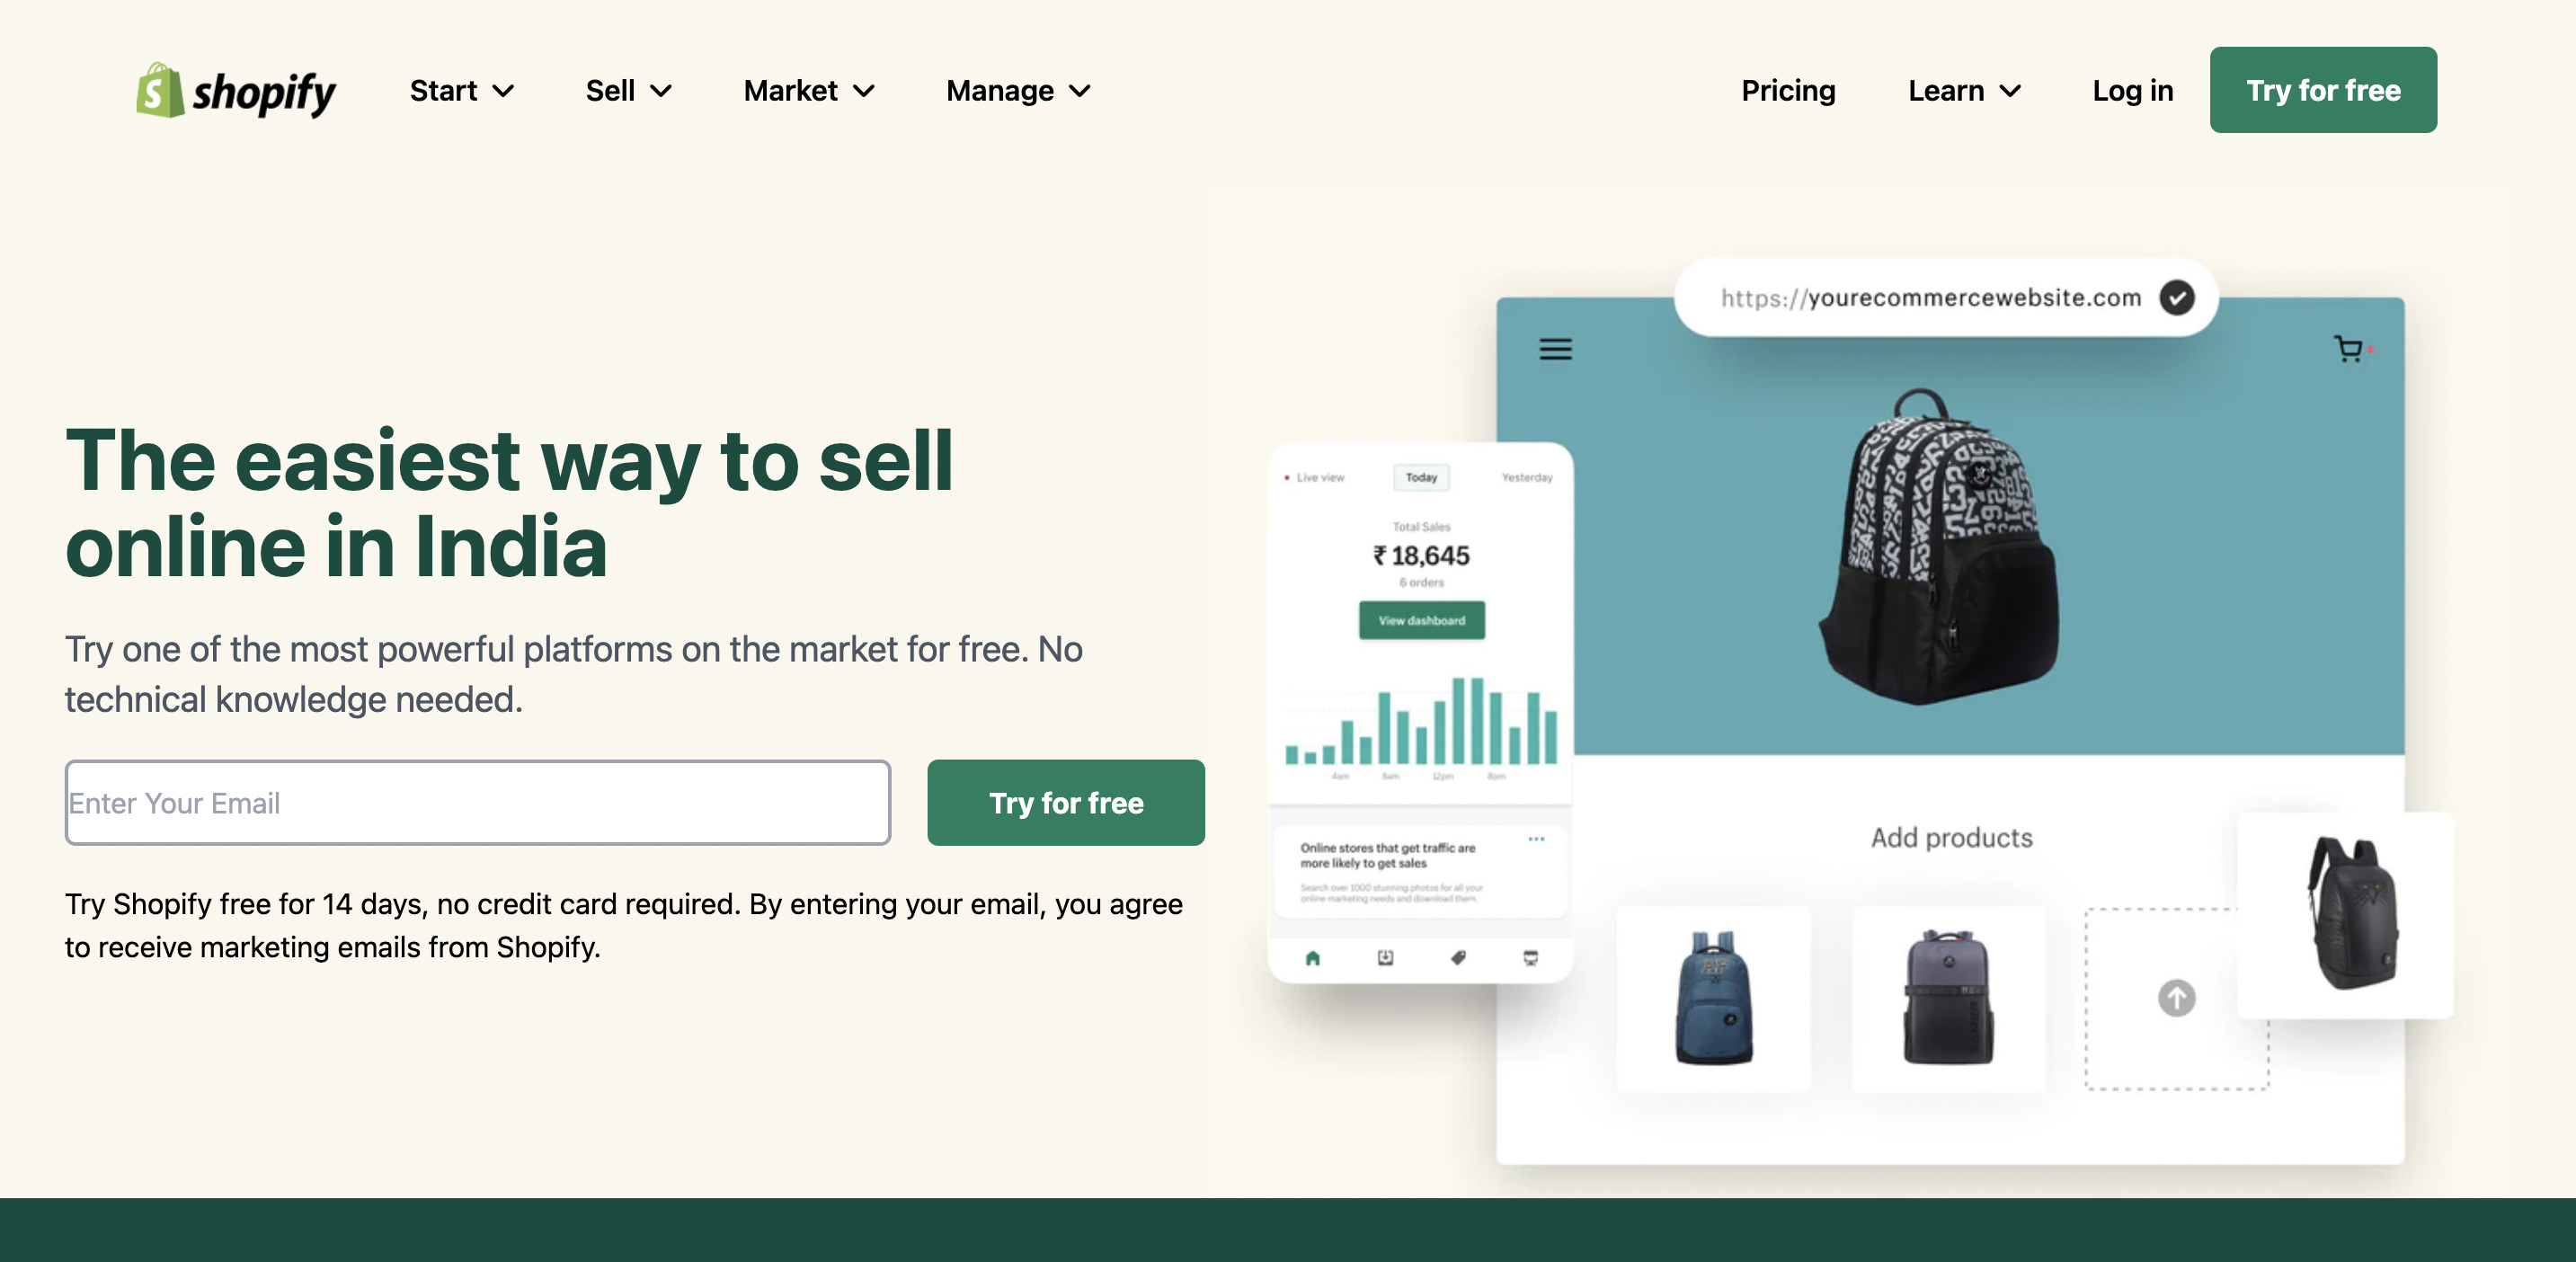 shopify
Start
Sell
Market
Manage
Pricing
Learn
Log in
Try for free
The easiest way to sell
online in India
Try one of the most powerful platforms on the market for free. No
technical knowledge needed.
Enter Your Email
Try for free
Try Shopify free for 14 days, no credit card required. By entering your email, you agree
to receive marketing emails from Shopify.
https://yourecommercewebsite.com
Live view
Today
Yesterday
Total Sales
₹ 18,645
6 orders
View dashboard
4am
8am
12pm
8pm
Online stores that get traffic are
more likely to get sales
Search over 1000 stunning photos for all your
online marketing needs and download them.
Add products
AP